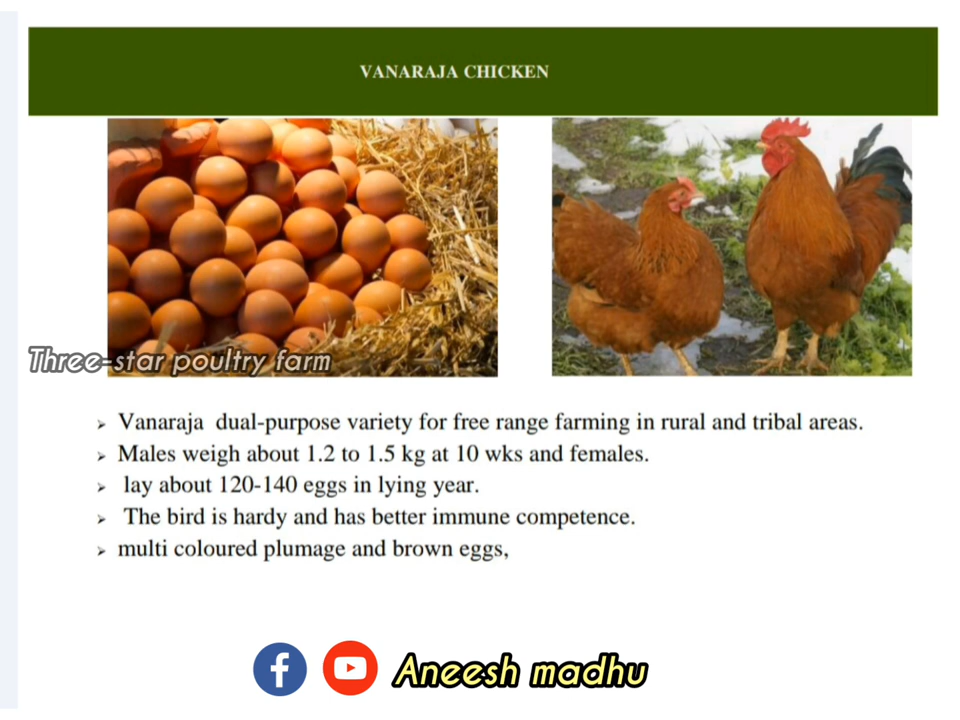 VANARAJA CHICKEN
Three-star poultry farm
➢ Vanaraja dual-purpose variety for free range farming in rural and tribal areas.
➢ Males weigh about 1.2 to 1.5 kg at 10 wks and females.
➢ lay about 120-140 eggs in lying year.
➢ The bird is hardy and has better immune competence.
➢ multi coloured plumage and brown eggs,
Aneesh madhu